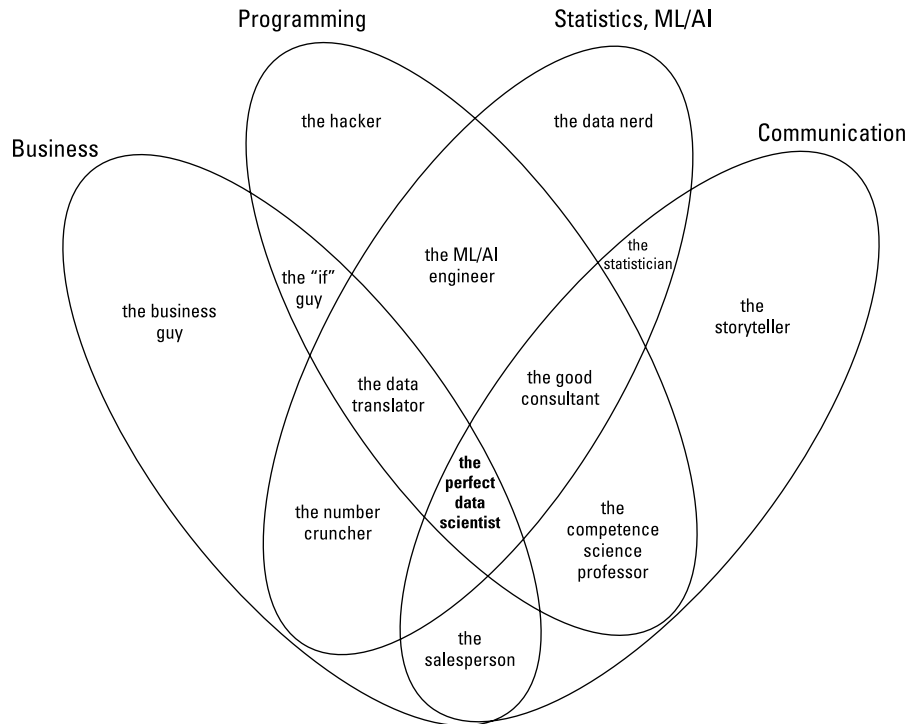 Programming
Statistics, ML/AI
Business
Communication
the hacker
the data nerd
the "if"
guy
the ML/AI
engineer
the
statistician
the business
guy
the
storyteller
the data
translator
the good
consultant
the
perfect
data
scientist
the number
cruncher
the
competence
science
professor
the
salesperson